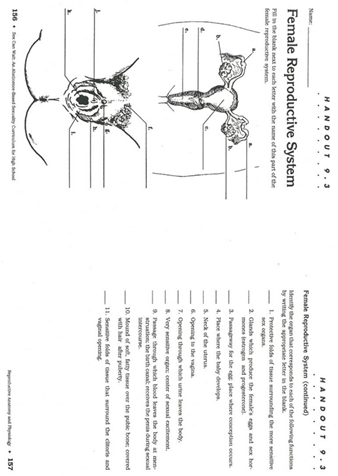 HANDOUT 9.3
Name:
Female Reproductive System
Fill in the blank next to each letter with the name of this part of the
female reproductive system.
a.
b.
c.
d.
e.
f.
g.
h.
i.
j.
k.
156 • Sex Can Wait: An Abstinence-Based Sexuality Curriculum for High School
HANDOUT 9.3
Female Reproductive System (continued)
Identify the organ that corresponds to each of the following functions
by writing the appropriate letter in the blank.
1. Protective folds of tissue surrounding the more sensitive
sex organs.
2. Glands which produce the female's eggs and sex hor-
mones (estrogen and progesterone).
3. Passageway for the egg; place where conception occurs.
4. Place where the baby develops.
5. Neck of the uterus.
6. Opening to the vagina.
7. Opening through which urine leaves the body.
8. Very sensitive organ; center of sexual excitement.
9. Passage through which blood leaves the body at men-
struation; the birth canal; receives the penis during sexual
intercourse.
10. Mound of soft, fatty tissue over the pubic bone; covered
with hair after puberty.
11. Sensitive folds of tissue that surround the clitoris and
vaginal opening.
Reproductive Anatomy and Physiology • 157